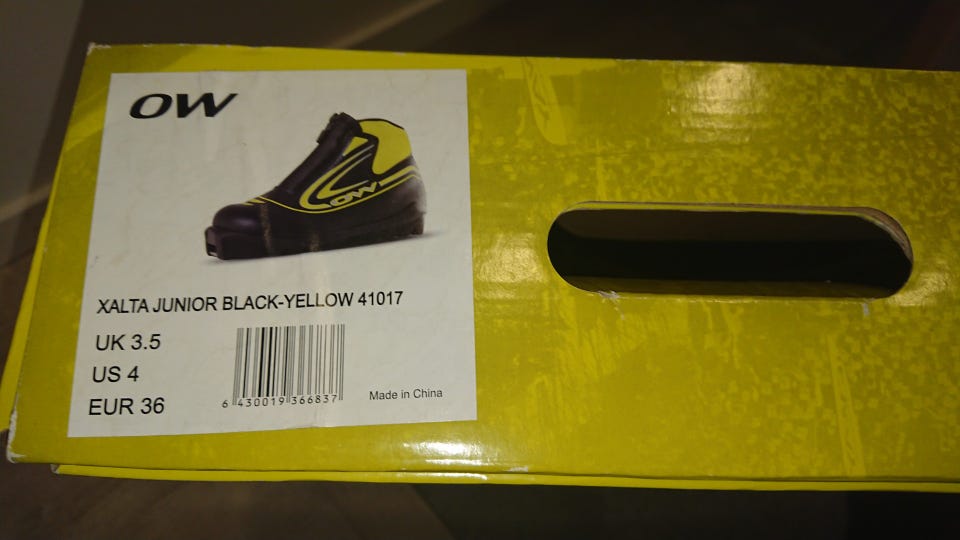 OW
OW
XALTA JUNIOR BLACK-YELLOW 41017
UK 3.5
US 4
EUR 36
6 430019 366837
Made in China